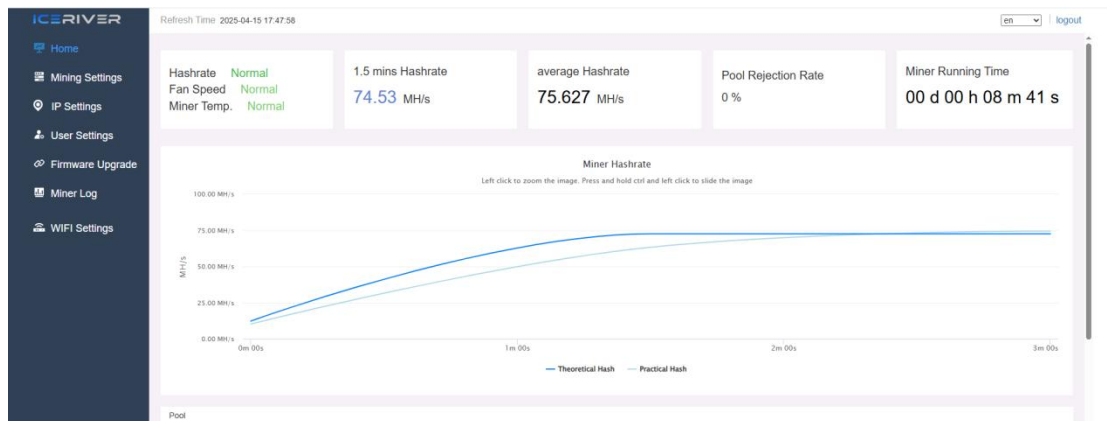 ICERIVER
Refresh Time 2025-04-15 17:47:58
en
logout
Home
Mining Settings
IP Settings
User Settings
Firmware Upgrade
Miner Log
WIFI Settings
Hashrate Normal
Fan Speed Normal
Miner Temp. Normal
1.5 mins Hashrate
74.53 MH/s
average Hashrate
75.627 MH/s
Pool Rejection Rate
0 %
Miner Running Time
00 d 00 h 08 m 41 s
Miner Hashrate
Left click to zoom the image. Press and hold ctrl and left click to slide the image
100.00 MH/s
75.00 MH/s
50.00 MH/s
25.00 MH/s
0.00 MH/s
MH/s
0m 00s
1m 00s
2m 00s
3m 00s
Theoretical Hash
Practical Hash
Pool